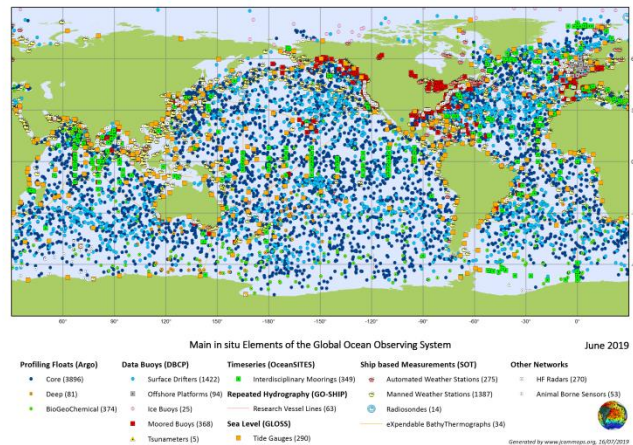 60° 90° 120° 150° -180° -150° -120° -90° -60° -30° 0°
Main in situ Elements of the Global Ocean Observing System
June 2019
Profiling Floats (Argo)
Core (3896)
Deep (81)
BioGeoChemical (374)
Data Buoys (DBCP)
Surface Drifters (1422)
Offshore Platforms (94)
Ice Buoys (25)
Moored Buoys (368)
Tsunameters (5)
Timeseries (OceanSITES)
Interdisciplinary Moorings (349)
Repeated Hydrography (GO-SHIP)
Research Vessel Lines (63)
Sea Level (GLOSS)
Tide Gauges (290)
Ship based Measurements (SOT)
Automated Weather Stations (275)
Manned Weather Stations (1387)
Radiosondes (14)
eXpendable BathyThermographs (34)
Other Networks
HF Radars (270)
Animal Borne Sensors (53)
Generated by www.jcommops.org, 16/07/2019